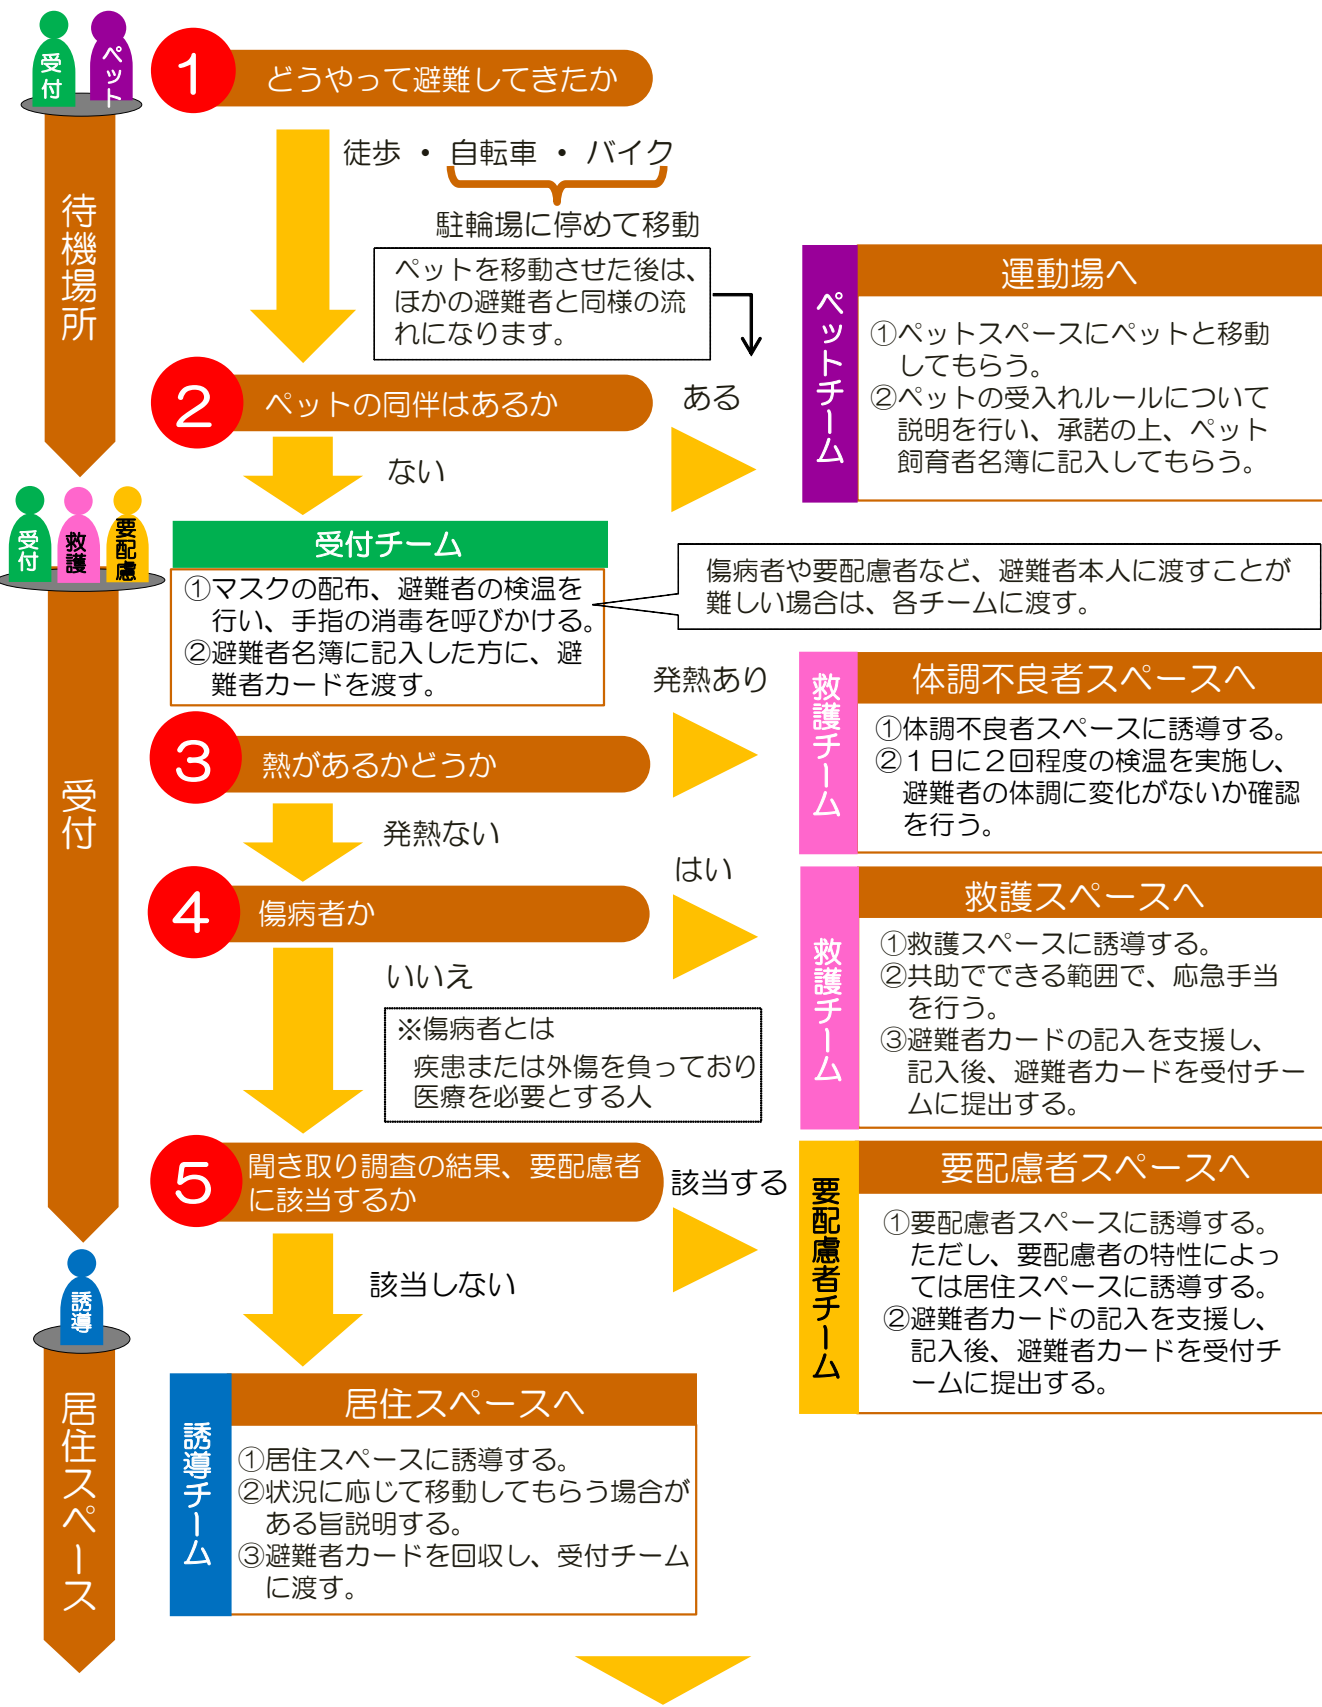 受付
ペット
待機場所
1
どうやって避難してきたか
徒歩 ・ 自転車 ・ バイク
駐輪場に停めて移動
ペットを移動させた後は、
ほかの避難者と同様の流
れになります。
2
ペットの同伴はあるか
ある
ない
ペットチーム
運動場へ
①ペットスペースにペットと移動
してもらう。
②ペットの受入れルールについて
説明を行い、承諾の上、ペット
飼育者名簿に記入してもらう。
受付
救護
要配慮
受付
受付チーム
①マスクの配布、避難者の検温を
行い、手指の消毒を呼びかける。
②避難者名簿に記入した方に、避
難者カードを渡す。
傷病者や要配慮者など、避難者本人に渡すことが
難しい場合は、各チームに渡す。
3
熱があるかどうか
発熱あり
発熱ない
救護チーム
体調不良者スペースへ
①体調不良者スペースに誘導する。
②１日に２回程度の検温を実施し、
避難者の体調に変化がないか確認
を行う。
4
傷病者か
はい
いいえ
※傷病者とは
疾患または外傷を負っており
医療を必要とする人
救護チーム
救護スペースへ
①救護スペースに誘導する。
②共助でできる範囲で、応急手当
を行う。
③避難者カードの記入を支援し、
記入後、避難者カードを受付チー
ムに提出する。
5
聞き取り調査の結果、要配慮者
に該当するか
該当する
該当しない
要配慮者チーム
要配慮者スペースへ
①要配慮者スペースに誘導する。
ただし、要配慮者の特性によっ
ては居住スペースに誘導する。
②避難者カードの記入を支援し、
記入後、避難者カードを受付チ
ームに提出する。
誘導
居住スペース
誘導チーム
居住スペースへ
①居住スペースに誘導する。
②状況に応じて移動してもらう場合が
ある旨説明する。
③避難者カードを回収し、受付チーム
に渡す。